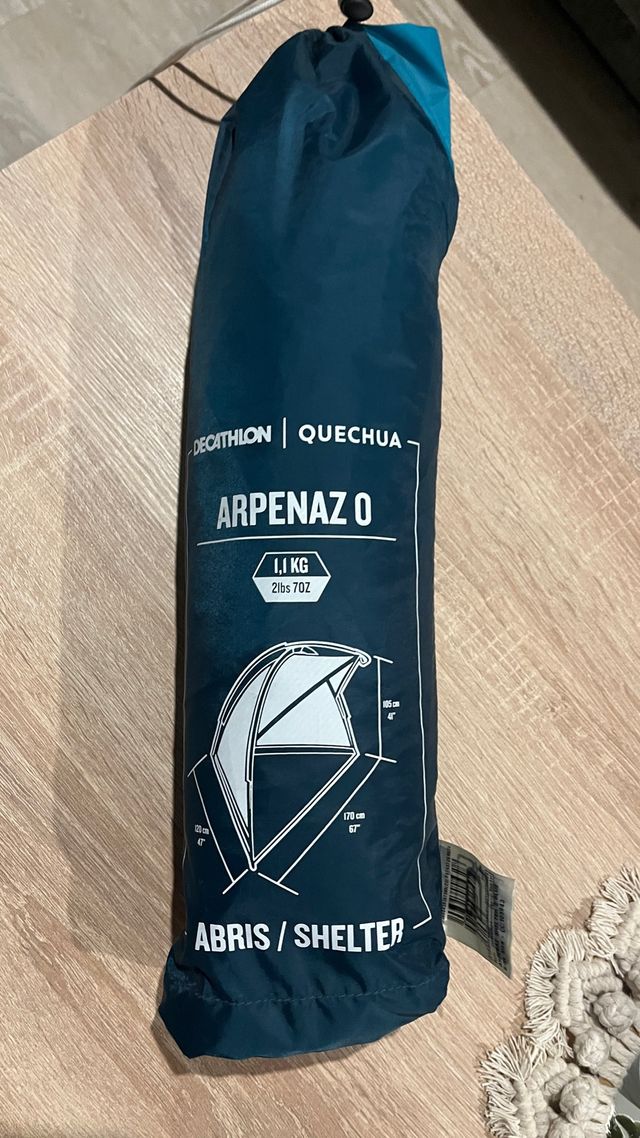 DECATHLON | QUECHUA
ARPENAZ 0
1,1 KG
2lbs 7OZ
105 cm
41"
170 cm
67"
120 cm
47"
ABRIS / SHELTER